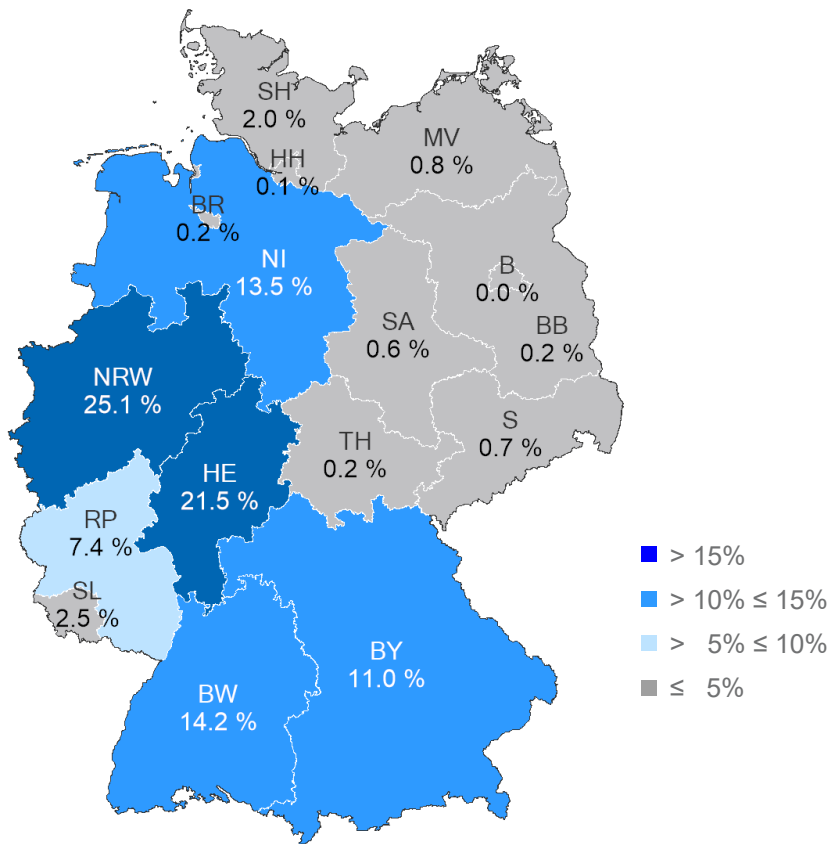 SH
2.0 %
HH
0.1 %
MV
0.8 %
BR
0.2 %
NI
13.5 %
B
0.0 %
BB
0.2 %
SA
0.6 %
NRW
25.1 %
HE
21.5 %
TH
0.2 %
S
0.7 %
RP
7.4 %
SL
2.5 %
BW
14.2 %
BY
11.0 %
> 15%
> 10% ≤ 15%
> 5% ≤ 10%
≤ 5%